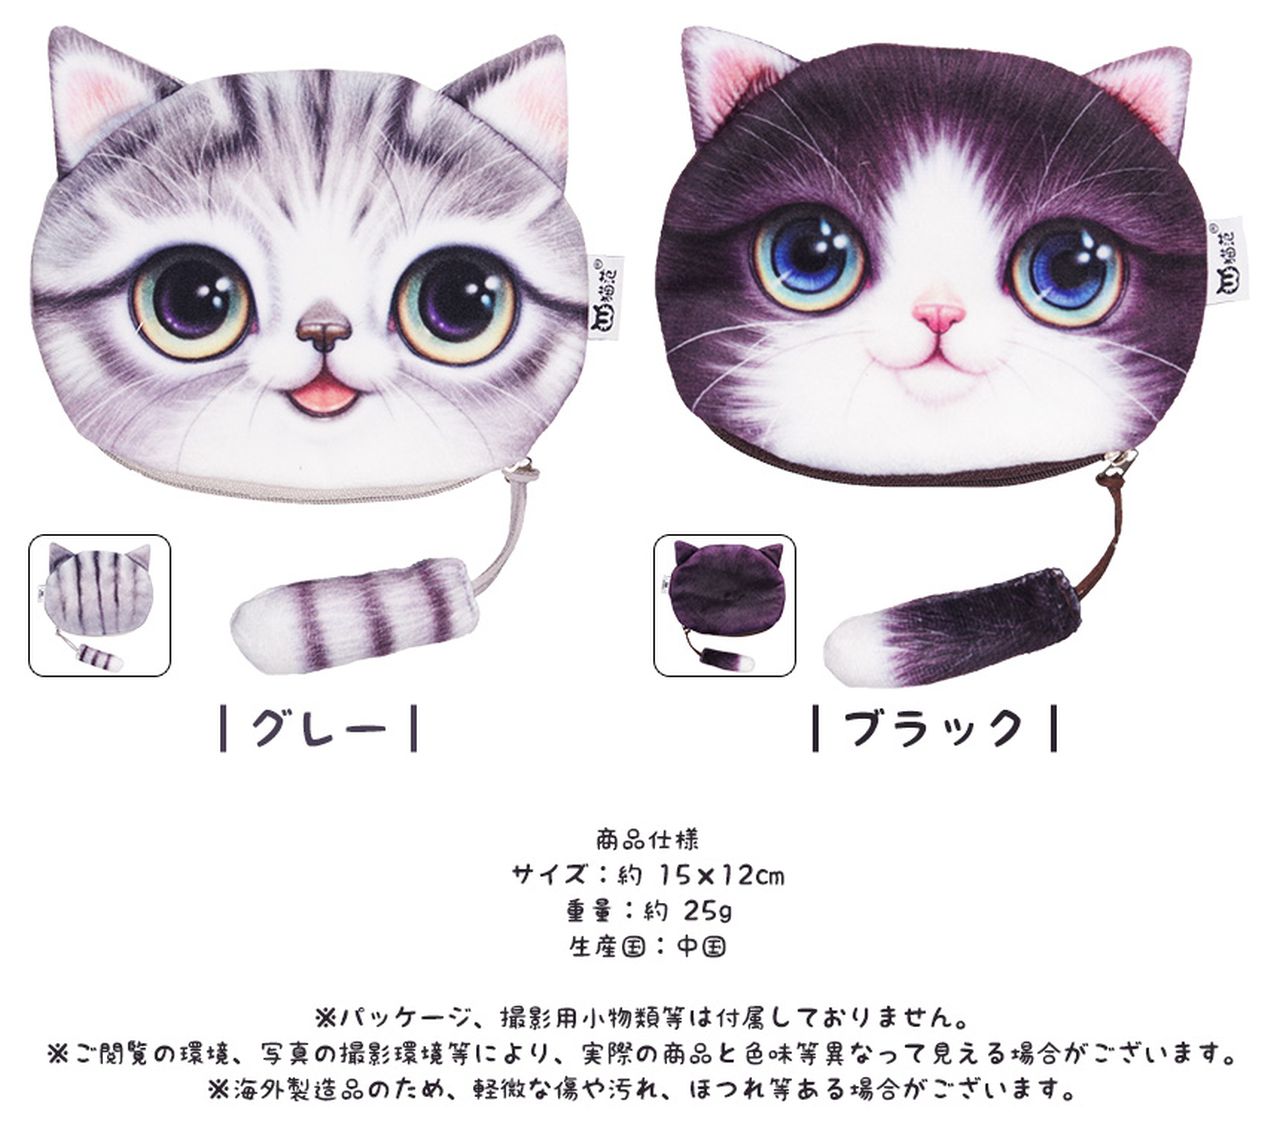 猫范®
猫范®
| グレー |
| ブラック |
商品仕様
サイズ：約 15×12cm
重量：約 25g
生産国：中国
※パッケージ、撮影用小物類等は付属しておりません。
※ご閲覧の環境、写真の撮影環境等により、実際の商品と色味等異なって見える場合がございます。
※海外製造品のため、軽微な傷や汚れ、ほつれ等ある場合がございます。